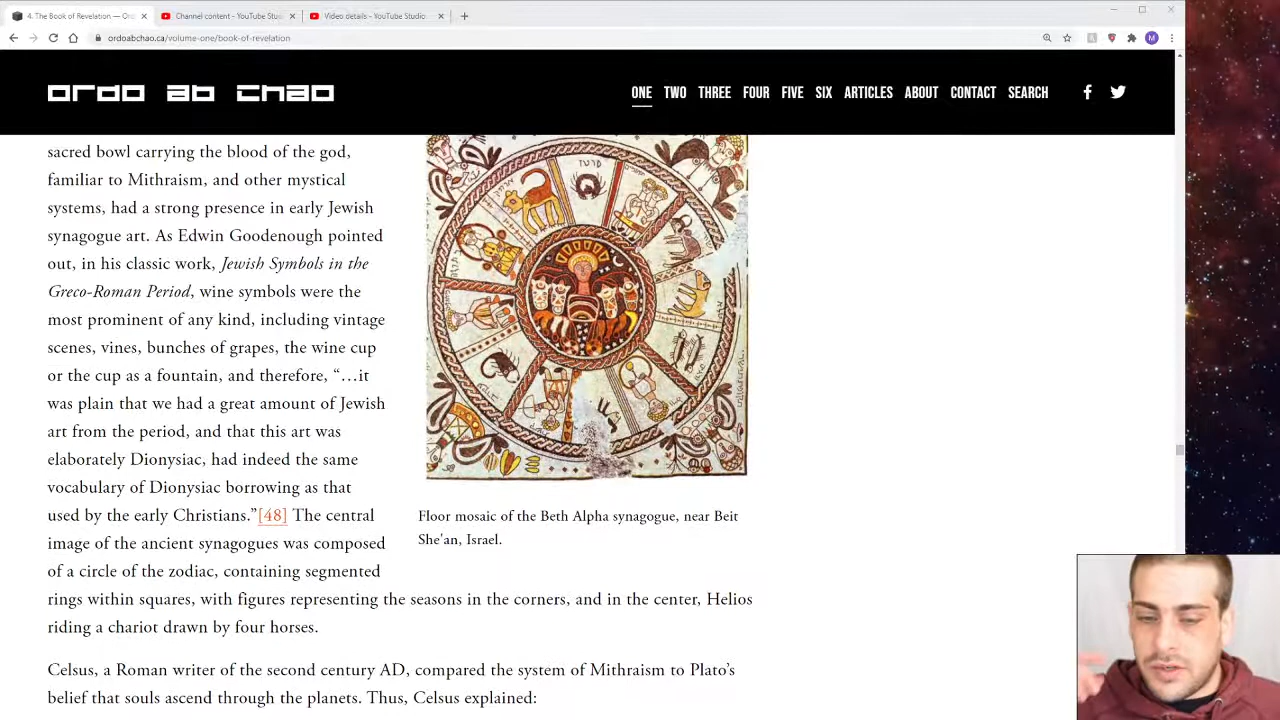 4. The Book of Revelation — Ord
Channel content - YouTube Stud
Video details - YouTube Studio
ordoabchao.ca/volume-one/book-of-revelation
M
ordo ab chao
ONE TWO THREE FOUR FIVE SIX ARTICLES ABOUT CONTACT SEARCH
sacred bowl carrying the blood of the god,
familiar to Mithraism, and other mystical
systems, had a strong presence in early Jewish
synagogue art. As Edwin Goodenough pointed
out, in his classic work, Jewish Symbols in the
Greco-Roman Period, wine symbols were the
most prominent of any kind, including vintage
scenes, vines, bunches of grapes, the wine cup
or the cup as a fountain, and therefore, “…it
was plain that we had a great amount of Jewish
art from the period, and that this art was
elaborately Dionysiac, had indeed the same
vocabulary of Dionysiac borrowing as that
used by the early Christians.”[48] The central
image of the ancient synagogues was composed
of a circle of the zodiac, containing segmented
rings within squares, with figures representing the seasons in the corners, and in the center, Helios
riding a chariot drawn by four horses.
Floor mosaic of the Beth Alpha synagogue, near Beit
She'an, Israel.
Celsus, a Roman writer of the second century AD, compared the system of Mithraism to Plato’s
belief that souls ascend through the planets. Thus, Celsus explained: